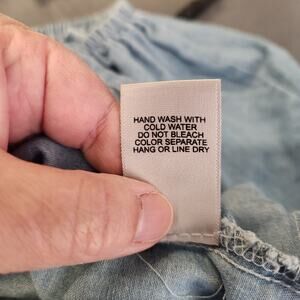 HAND WASH WITH
COLD WATER
DO NOT BLEACH
COLOR SEPARATE
HANG OR LINE DRY